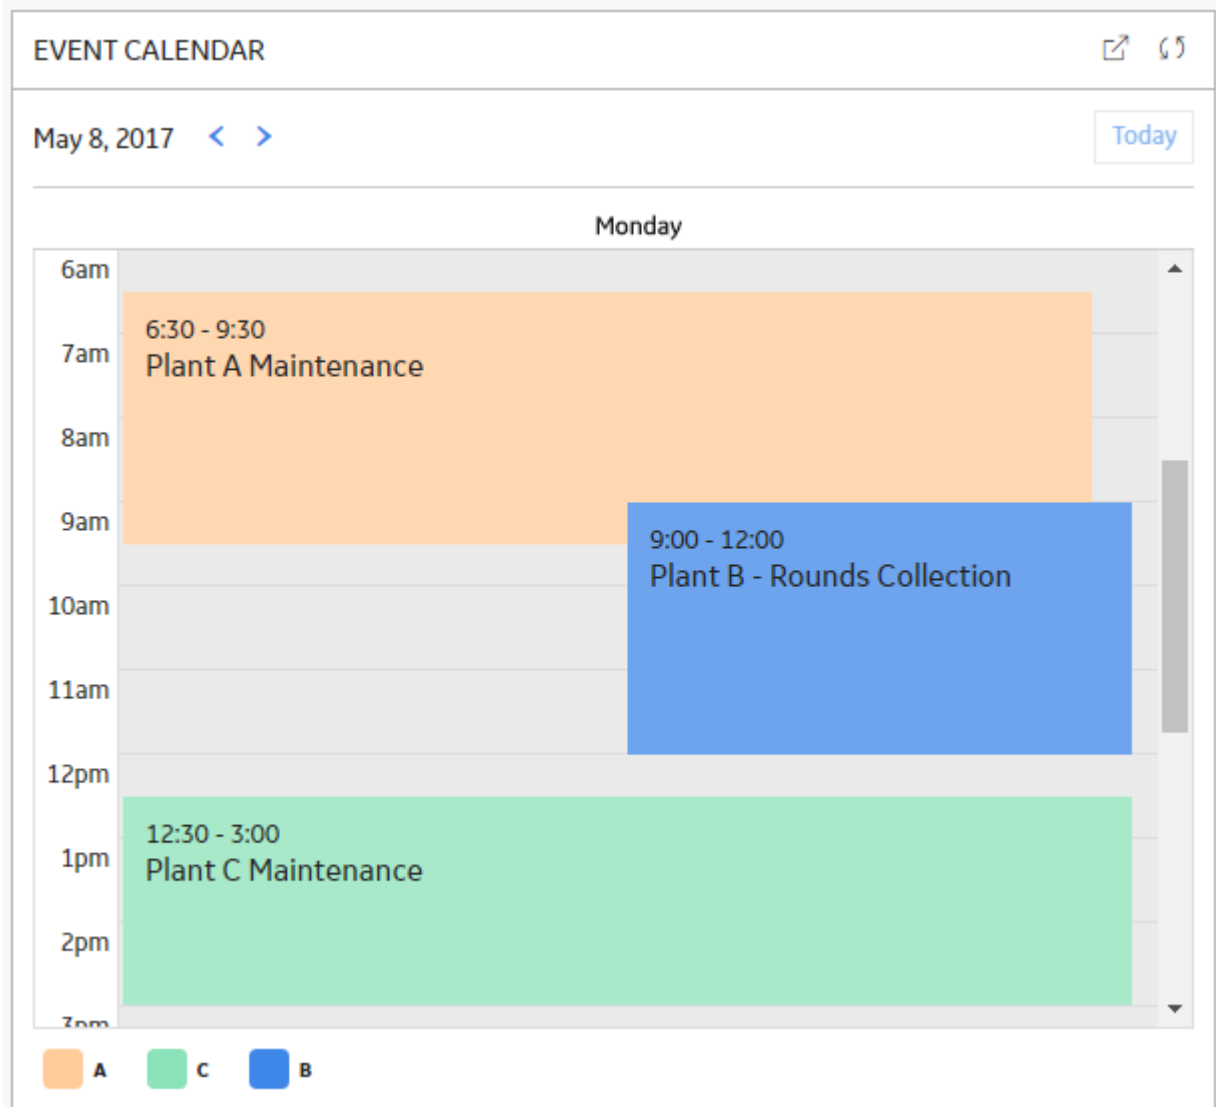 EVENT CALENDAR
May 8, 2017
Today
Monday
6am
6:30 - 9:30
7am
Plant A Maintenance
8am
9am
9:00 - 12:00
Plant B - Rounds Collection
10am
11am
12pm
12:30 - 3:00
1pm
Plant C Maintenance
2pm
3pm
A C B